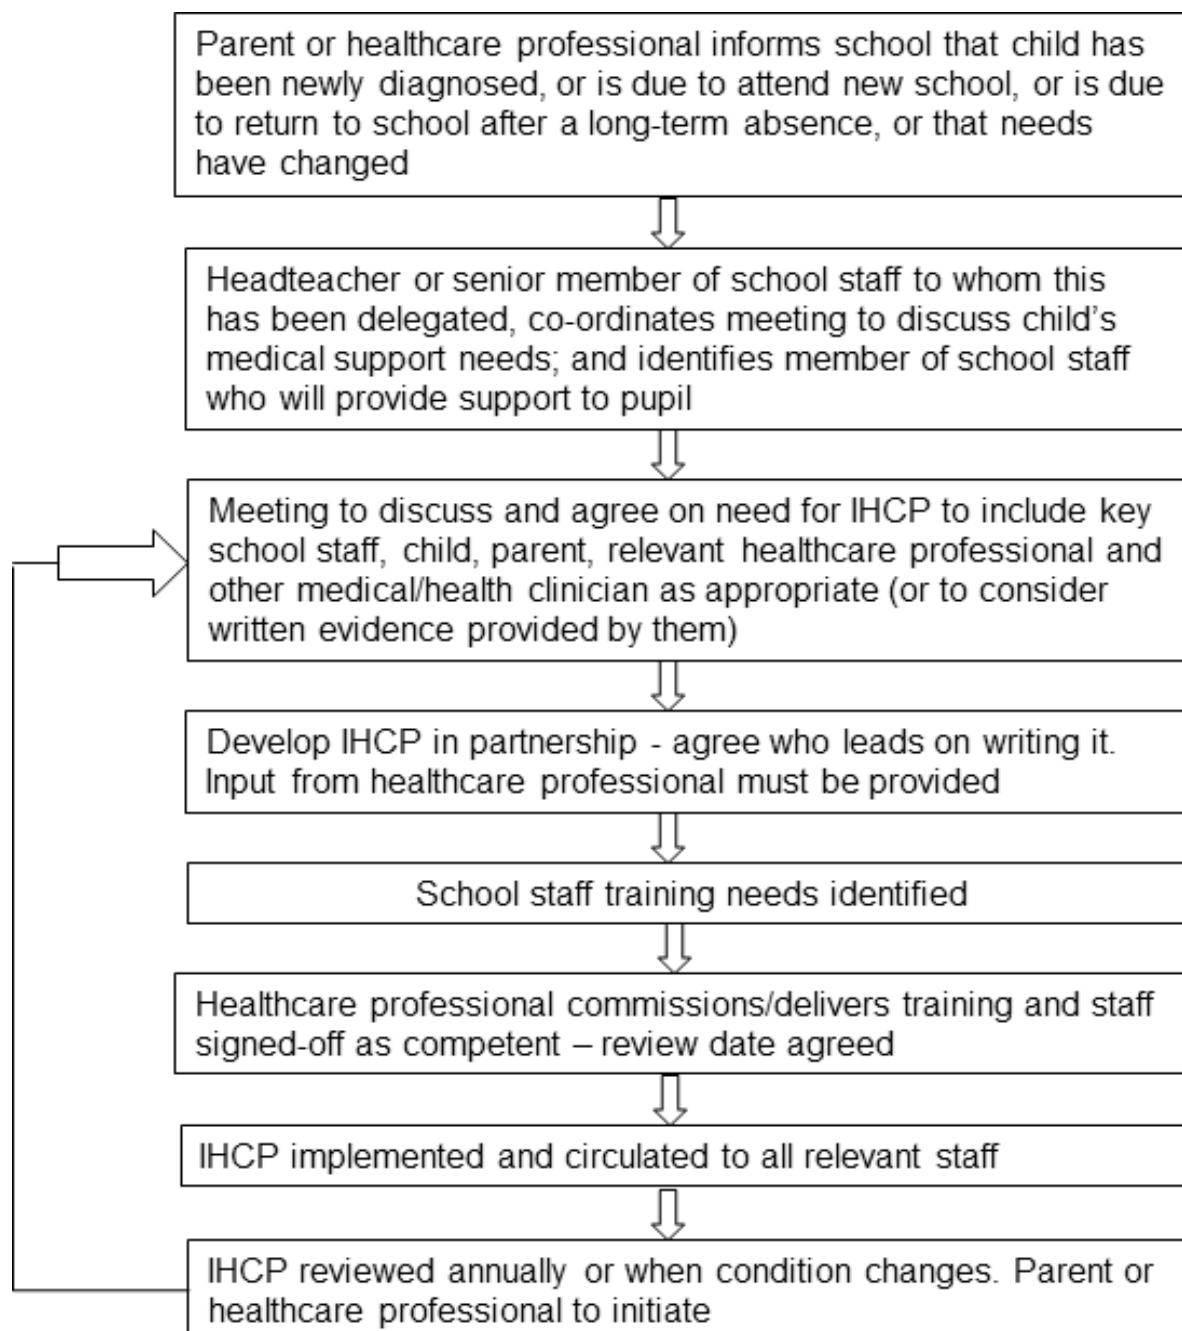 Parent or healthcare professional informs school that child has
been newly diagnosed, or is due to attend new school, or is due
to return to school after a long-term absence, or that needs
have changed
Headteacher or senior member of school staff to whom this
has been delegated, co-ordinates meeting to discuss child's
medical support needs; and identifies member of school staff
who will provide support to pupil
Meeting to discuss and agree on need for IHCP to include key
school staff, child, parent, relevant healthcare professional and
other medical/health clinician as appropriate (or to consider
written evidence provided by them)
Develop IHCP in partnership - agree who leads on writing it.
Input from healthcare professional must be provided
School staff training needs identified
Healthcare professional commissions/delivers training and staff
signed-off as competent – review date agreed
IHCP implemented and circulated to all relevant staff
IHCP reviewed annually or when condition changes. Parent or
healthcare professional to initiate